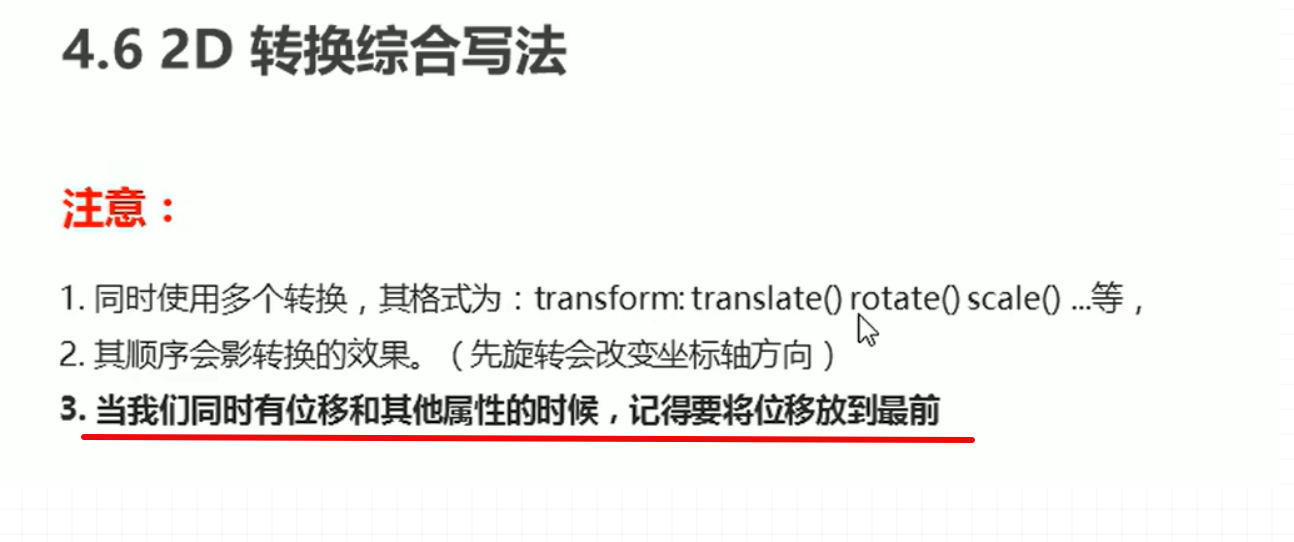 4.6 2D 转换综合写法
注意：
1. 同时使用多个转换，其格式为：transform: translate() rotate() scale() ...等，
2. 其顺序会影转换的效果。（先旋转会改变坐标轴方向）
3. 当我们同时有位移和其他属性的时候，记得要将位移放到最前